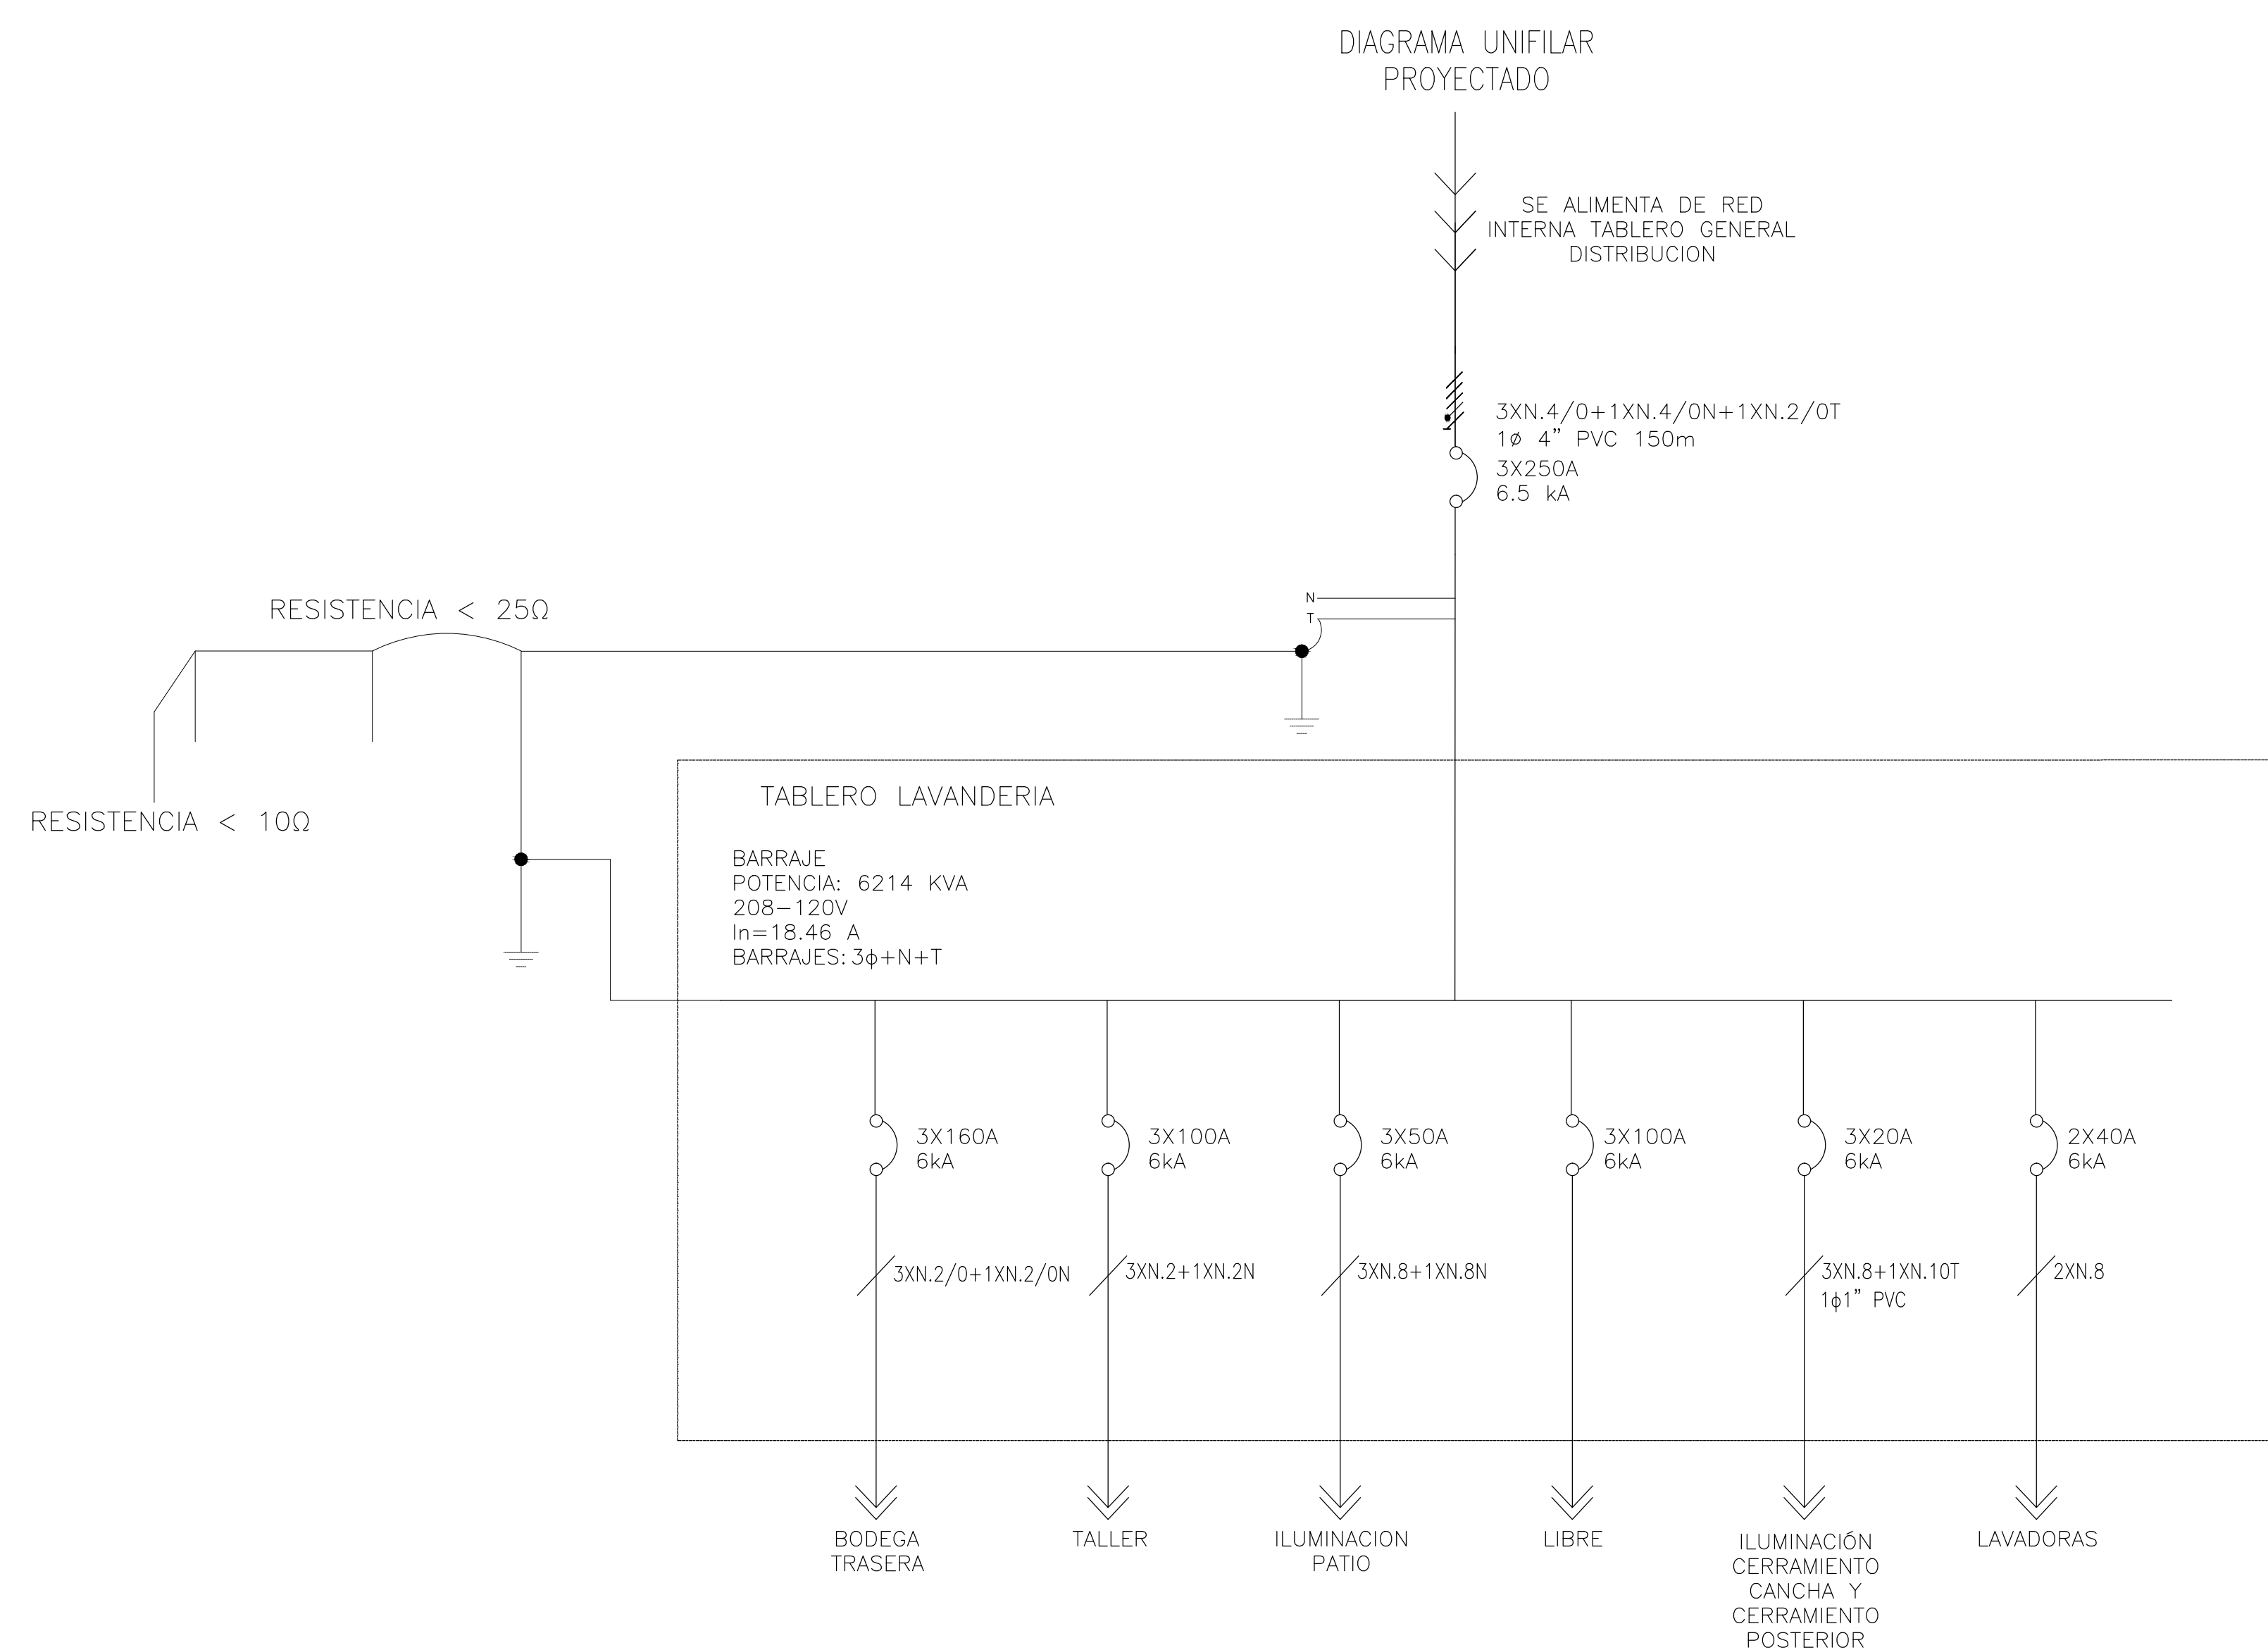 DIAGRAMA UNIFILAR
PROYECTADO
SE ALIMENTA DE RED
INTERNA TABLERO GENERAL
DISTRIBUCION
3XN.4/0+1XN.4/0N+1XN.2/0T
1ø 4" PVC 150m
3X250A
6.5 kA
N
T
RESISTENCIA < 25Ω
RESISTENCIA < 10Ω
TABLERO LAVANDERIA
BARRAJE
POTENCIA: 6214 KVA
208-120V
In=18.46 A
BARRAJES:3ϕ+N+T
3X160A
6kA
3X100A
6kA
3X50A
6kA
3X100A
6kA
3X20A
6kA
2X40A
6kA
3XN.2/0+1XN.2/0N
3XN.2+1XN.2N
3XN.8+1XN.8N
3XN.8+1XN.10T
1ϕ1" PVC
2XN.8
BODEGA
TRASERA
TALLER
ILUMINACION
PATIO
LIBRE
ILUMINACIÓN
CERRAMIENTO
CANCHA Y
CERRAMIENTO
POSTERIOR
LAVADORAS